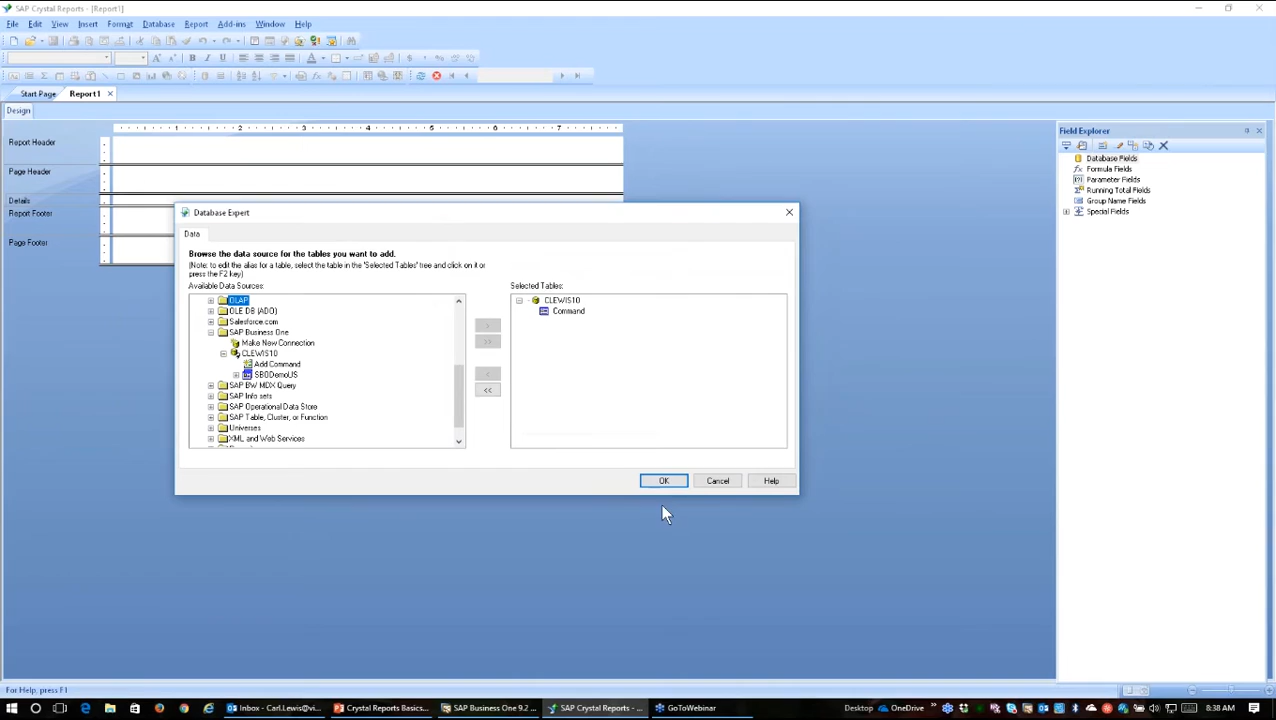 SAP Crystal Reports - [Report1]
File Edit View Insert Format Database Report Add-ins Window Help
Start Page Report1
Design
1 2 3 4 5 6 7
Report Header
Page Header
Details
Report Footer
Page Footer
Database Expert
Data
Browse the data source for the tables you want to add.
(Note: to edit the alias for a table, select the table in the 'Selected Tables' tree and click on it or
press the F2 key)
Available Data Sources:
OLAP
OLE DB (ADO)
Salesforce.com
SAP Business One
Make New Connection
CLEWIS10
Add Command
SBODemoUS
SAP BW MDX Query
SAP Info sets
SAP Operational Data Store
SAP Table, Cluster, or Function
Universes
XML and Web Services
>
>>
<
<<
Selected Tables:
CLEWIS10
Command
OK Cancel Help
Field Explorer
Database Fields
Formula Fields
Parameter Fields
Running Total Fields
Group Name Fields
Special Fields
For Help, press F1
Inbox - Carl.Lewis@vi... Crystal Reports Basics... SAP Business One 9.2 ... SAP Crystal Reports - ... GoToWebinar Desktop OneDrive 8:38 AM